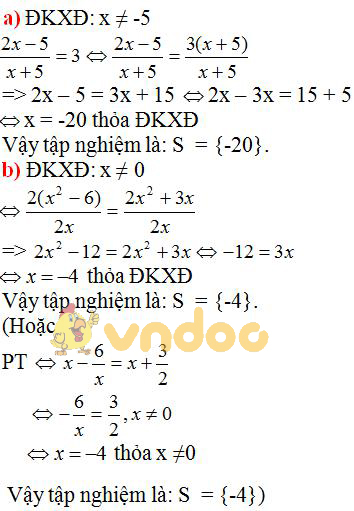 a) ĐKXĐ: x ≠ -5
(2x−5)/(x+5) = 3 ⇔ (2x−5)/(x+5) = 3(x+5)/(x+5)
=> 2x – 5 = 3x + 15 ⇔ 2x – 3x = 15 + 5
⇔ x = -20 thỏa ĐKXĐ
Vậy tập nghiệm là: S = {-20}.
b) ĐKXĐ: x ≠ 0
⇔ 2(x² − 6)/2x = (2x² + 3x)/2x
=> 2x² −12 = 2x² + 3x ⇔ −12 = 3x
⇔ x = −4 thỏa ĐKXĐ
Vậy tập nghiệm là: S = {-4}.
(Hoặc
vndoc
PT ⇔ x − 6/x = x + 3/2
⇔ − 6/x = 3/2, x ≠ 0
⇔ x = −4 thỏa x ≠0
Vậy tập nghiệm là: S = {-4})